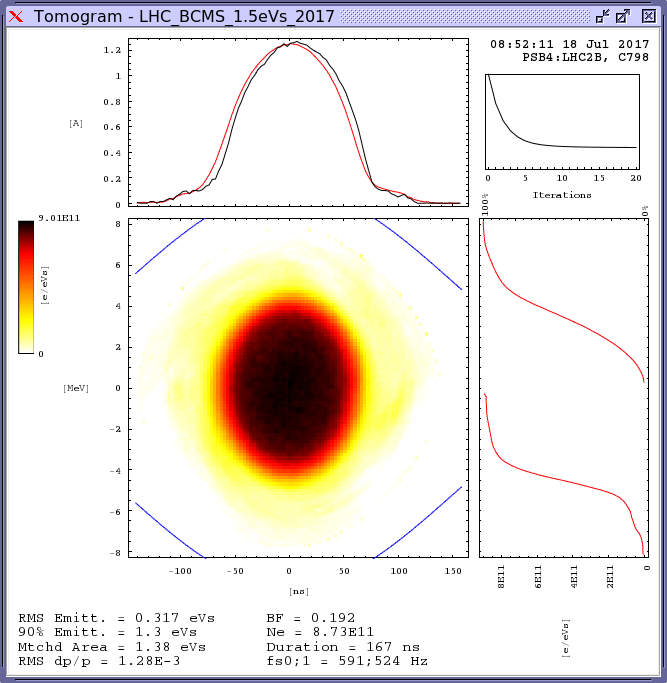 Tomogram - LHC_BCMS_1.5eVs_2017
08:52:11 18 Jul 2017
PSB4:LHC2B, C798
1.2
1
0.8
0.6
0.4
0.2
0
[A]
0 5 10 15 20
Iterations
100%
0%
9.01E11
0
[e/eVs]
8
6
4
2
0
-2
-4
-6
-8
[MeV]
-100 -50 0 50 100 150
[ns]
8E11 6E11 4E11 2E11 0
[e/eVs]
RMS Emitt. = 0.317 eVs
BF = 0.192
90% Emitt. = 1.3 eVs
Ne = 8.73E11
Mtchd Area = 1.38 eVs
Duration = 167 ns
RMS dp/p = 1.28E-3
fs0;1 = 591;524 Hz